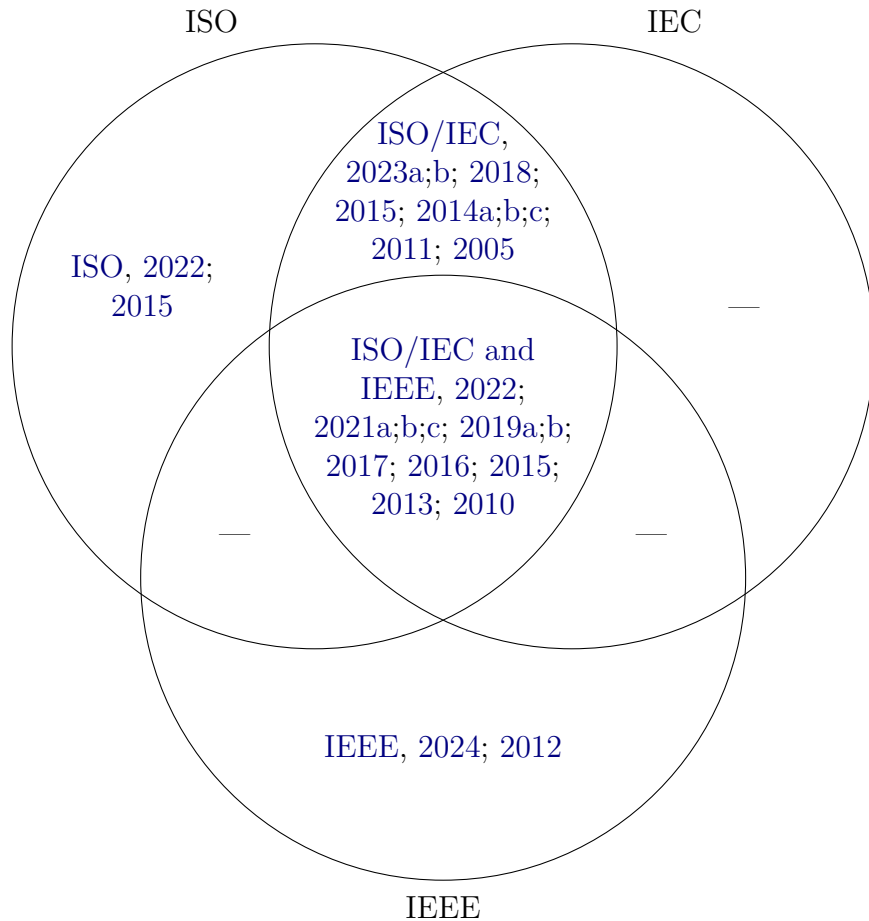 ISO
IEC
ISO/IEC,
2023a;b; 2018;
2015; 2014a;b;c;
2011; 2005
ISO, 2022;
2015
—
ISO/IEC and
IEEE, 2022;
2021a;b;c; 2019a;b;
2017; 2016; 2015;
2013; 2010
—
—
IEEE, 2024; 2012
IEEE